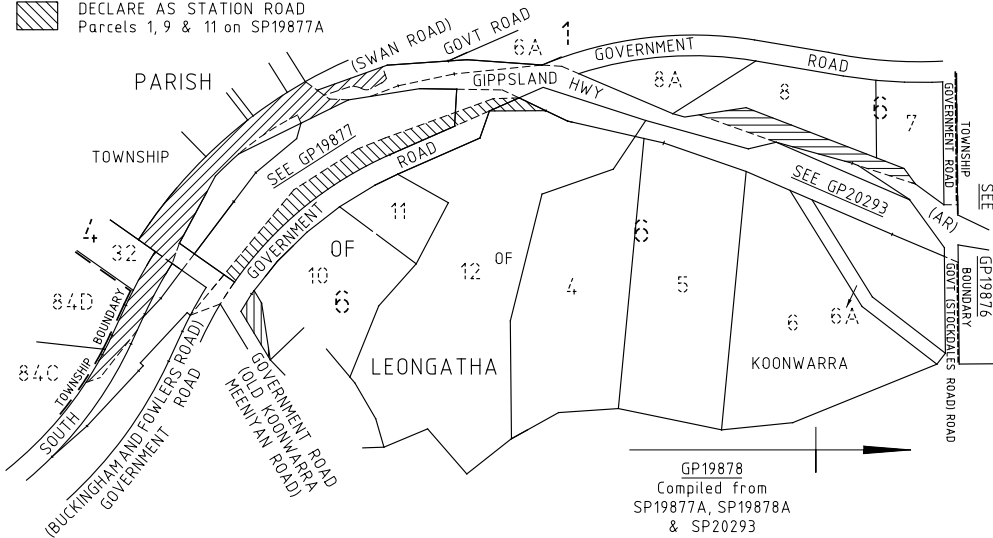 DECLARE AS STATION ROAD
Parcels 1, 9 & 11 on SP19877A
(SWAN ROAD)
GOVT ROAD
6A
1
GOVERNMENT
ROAD
PARISH
GIPPSLAND
HWY
8A
8
6
7
GOVERNMENT ROAD
TOWNSHIP
TOWNSHIP
SEE GP19877
ROAD
SEE GP20293
(AR)
SEE
GP19876
GOVERNMENT
11
OF
OF
6
4
32
10
6
12
4
5
6
6A
84D
BOUNDARY
84C
TOWNSHIP
GOVT (STOCKDALES ROAD) ROAD
BOUNDARY
LEONGATHA
KOONWARRA
SOUTH
(BUCKINGHAM AND FOWLERS ROAD)
GOVERNMENT
ROAD
GOVERNMENT ROAD
(OLD KOONWARRA
MEENIYAN ROAD)
GP19878
Compiled from
SP19877A, SP19878A
& SP20293